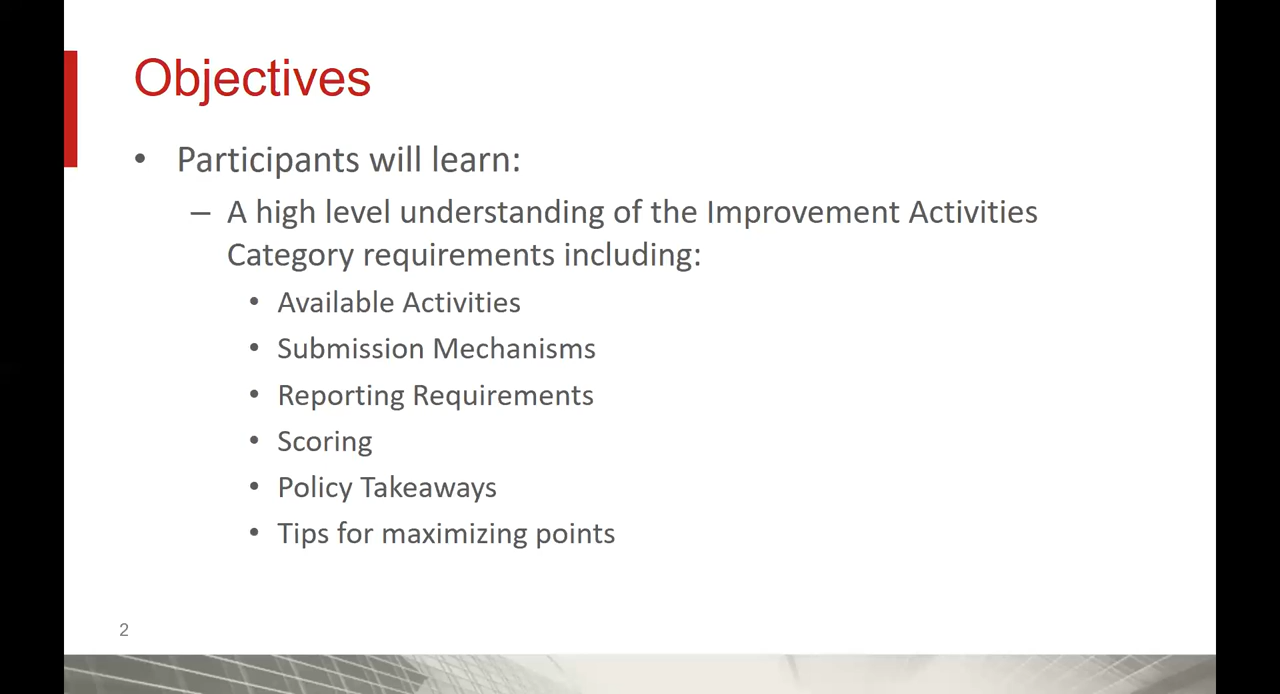 Objectives
• Participants will learn:
– A high level understanding of the Improvement Activities
Category requirements including:
• Available Activities
• Submission Mechanisms
• Reporting Requirements
• Scoring
• Policy Takeaways
• Tips for maximizing points
2